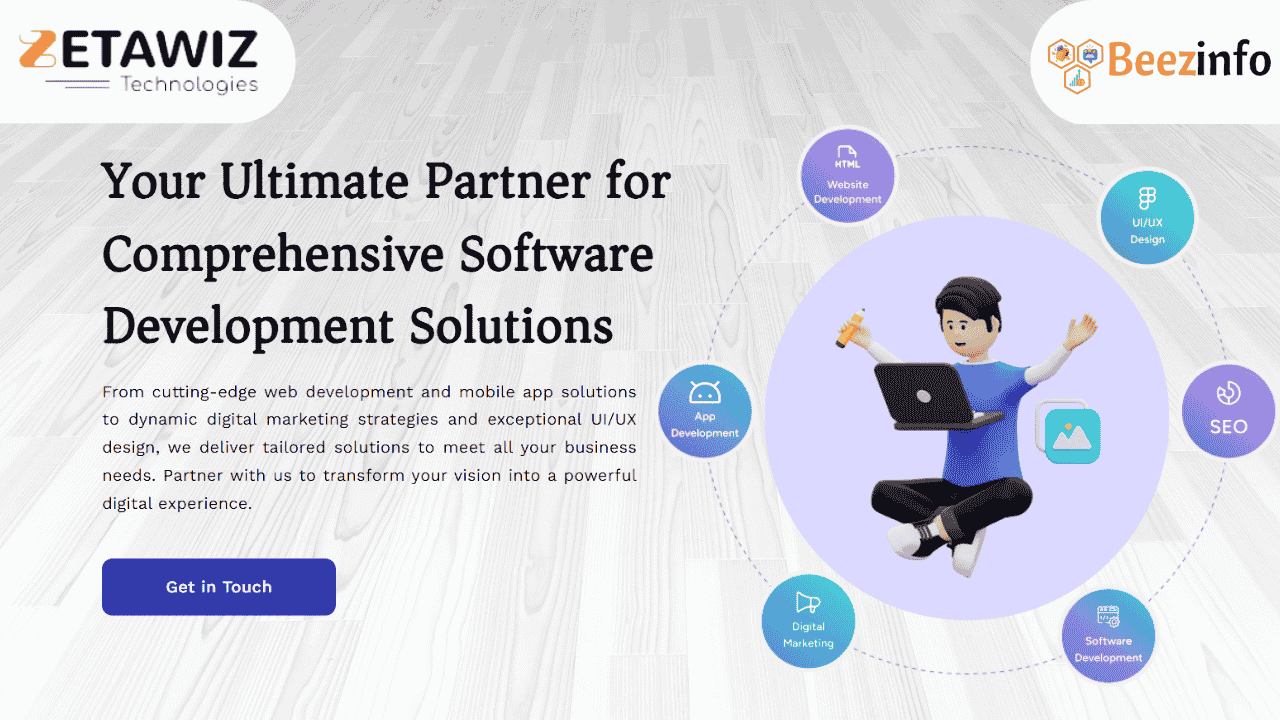 ZETAWIZ
Technologies
Beezinfo
Your Ultimate Partner for
Comprehensive Software
Development Solutions
From cutting-edge web development and mobile app solutions
to dynamic digital marketing strategies and exceptional UI/UX
design, we deliver tailored solutions to meet all your business
needs. Partner with us to transform your vision into a powerful
digital experience.
Get in Touch
HTML
Website
Development
UI/UX
Design
App
Development
SEO
Digital
Marketing
Software
Development